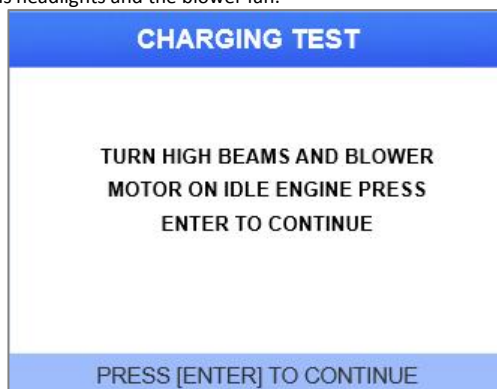 headlights and the blower fan.
CHARGING TEST
TURN HIGH BEAMS AND BLOWER
MOTOR ON IDLE ENGINE PRESS
ENTER TO CONTINUE
PRESS [ENTER] TO CONTINUE